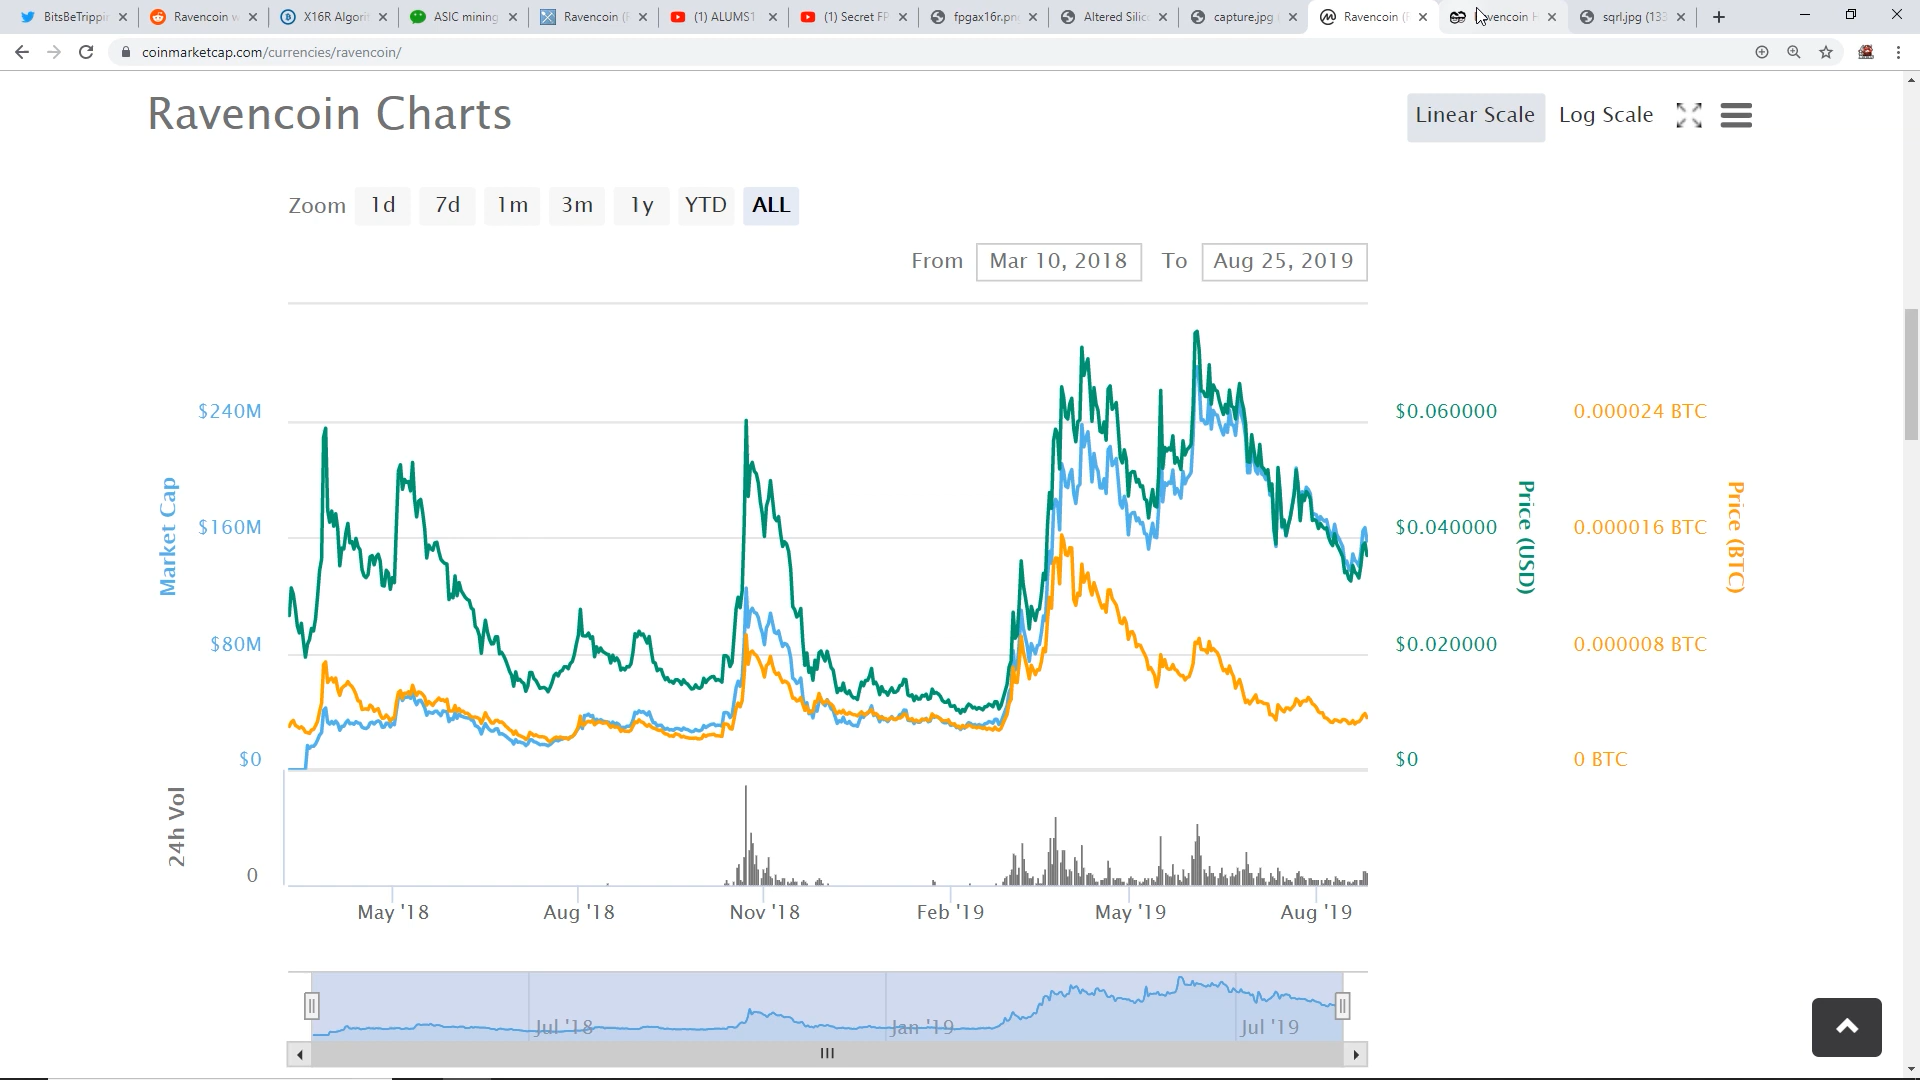 BitsBeTrippin
Ravencoin w
X16R Algorit
ASIC mining
Ravencoin (
(1) ALUMS1
(1) Secret FP
fpgax16r.pn
Altered Silic
capture.jpg
Ravencoin (
vencoin H
sqrl.jpg (133
coinmarketcap.com/currencies/ravencoin/
Ravencoin Charts
Linear Scale Log Scale
Zoom 1d 7d 1m 3m 1y YTD ALL
From Mar 10, 2018 To Aug 25, 2019
Market Cap
$240M
$160M
$80M
$0
$0.060000
$0.040000
$0.020000
$0
Price (USD)
0.000024 BTC
0.000016 BTC
0.000008 BTC
0 BTC
Price (BTC)
24h Vol
0
May '18 Aug '18 Nov '18 Feb '19 May '19 Aug '19
Jul '18 Jan '19 Jul '19